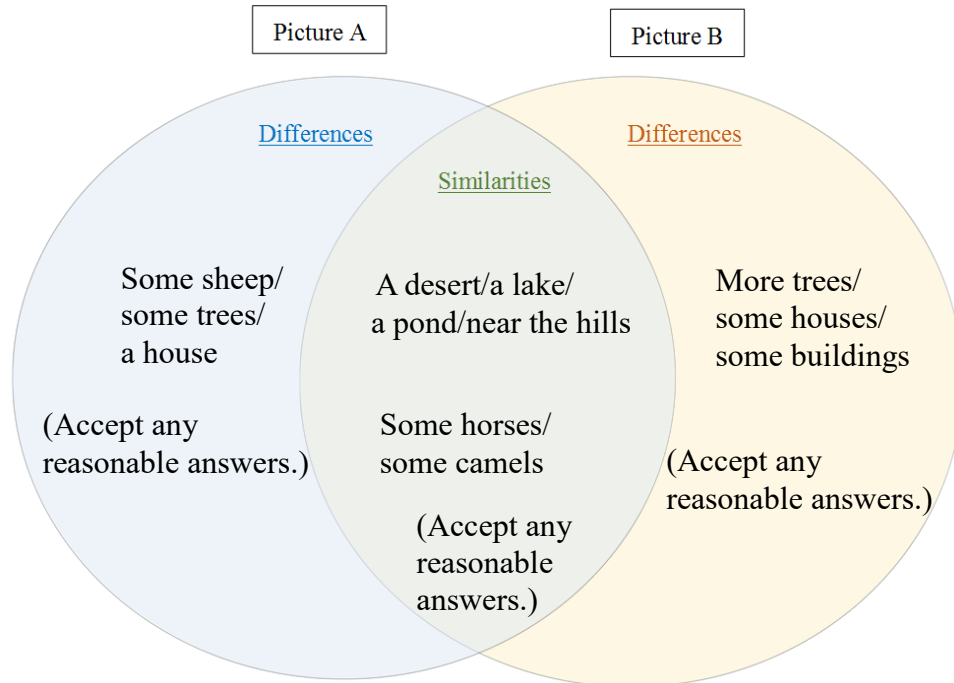 Picture A
Picture B
Differences
Differences
Similarities
Some sheep/
some trees/
a house
(Accept any
reasonable answers.)
A desert/a lake/
a pond/near the hills
Some horses/
some camels
(Accept any
reasonable
answers.)
More trees/
some houses/
some buildings
(Accept any
reasonable answers.)